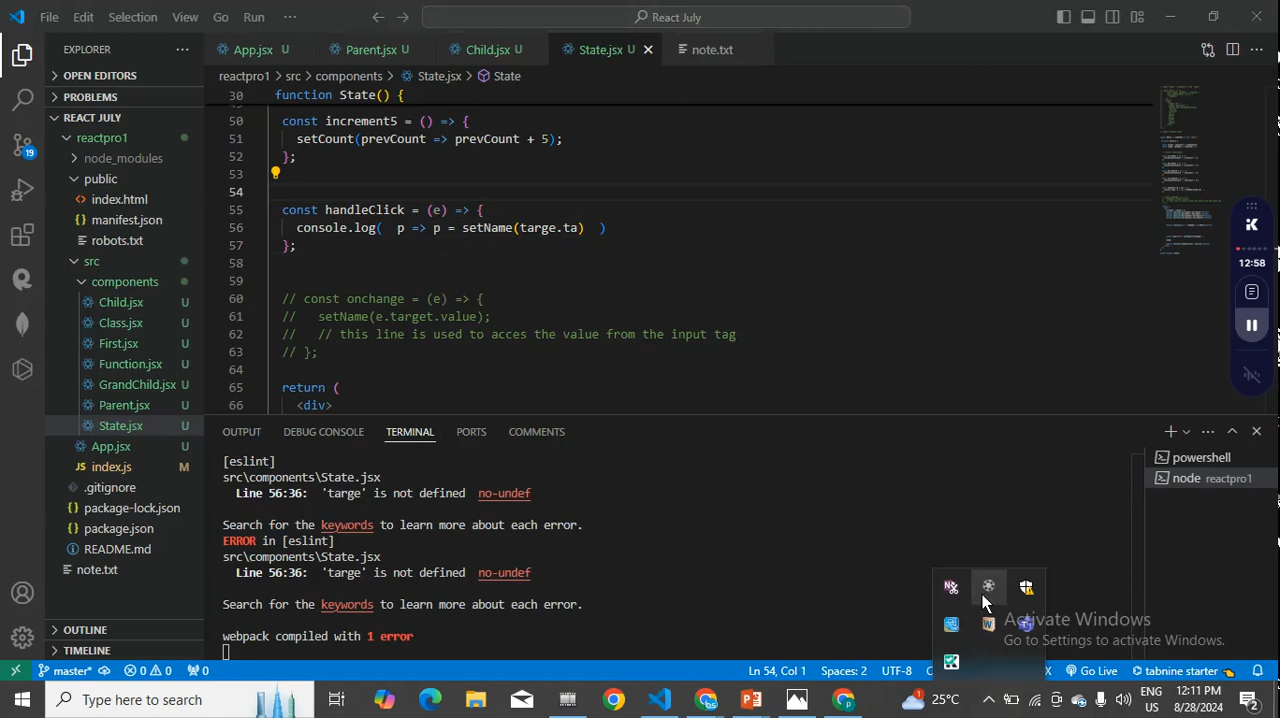 File Edit Selection View Go Run ··· React July
EXPLORER
OPEN EDITORS
PROBLEMS
REACT JULY
reactpro1
node_modules
public
index.html
manifest.json
robots.txt
src
components
Child.jsx U
Class.jsx U
First.jsx U
Function.jsx U
GrandChild.jsx U
Parent.jsx U
State.jsx U
App.jsx U
index.js M
.gitignore
package-lock.json
package.json
README.md
note.txt
OUTLINE
TIMELINE
19
App.jsx U Parent.jsx U Child.jsx U State.jsx U note.txt
reactpro1 > src > components > State.jsx > State
30 function State() {
50 const increment5 = () => {
51 setCount(prevCount => prevCount + 5);
52 };
53
54
55 const handleClick = (e) => {
56 console.log( p => p = setName(targe.ta) )
57 };
58
59
60 // const onchange = (e) => {
61 // setName(e.target.value);
62 // // this line is used to acces the value from the input tag
63 // };
64
65 return (
66 <div>
12:58
OUTPUT DEBUG CONSOLE TERMINAL PORTS COMMENTS
[eslint]
src\components\State.jsx
Line 56:36: 'targe' is not defined no-undef
Search for the keywords to learn more about each error.
ERROR in [eslint]
src\components\State.jsx
Line 56:36: 'targe' is not defined no-undef
Search for the keywords to learn more about each error.
webpack compiled with 1 error
powershell
node reactpro1
Activate Windows
Go to Settings to activate Windows.
master* 0 0 0 Ln 54, Col 1 Spaces: 2 UTF-8 Go Live tabnine starter
Type here to search 25°C ENG US 12:11 PM 8/28/2024 2